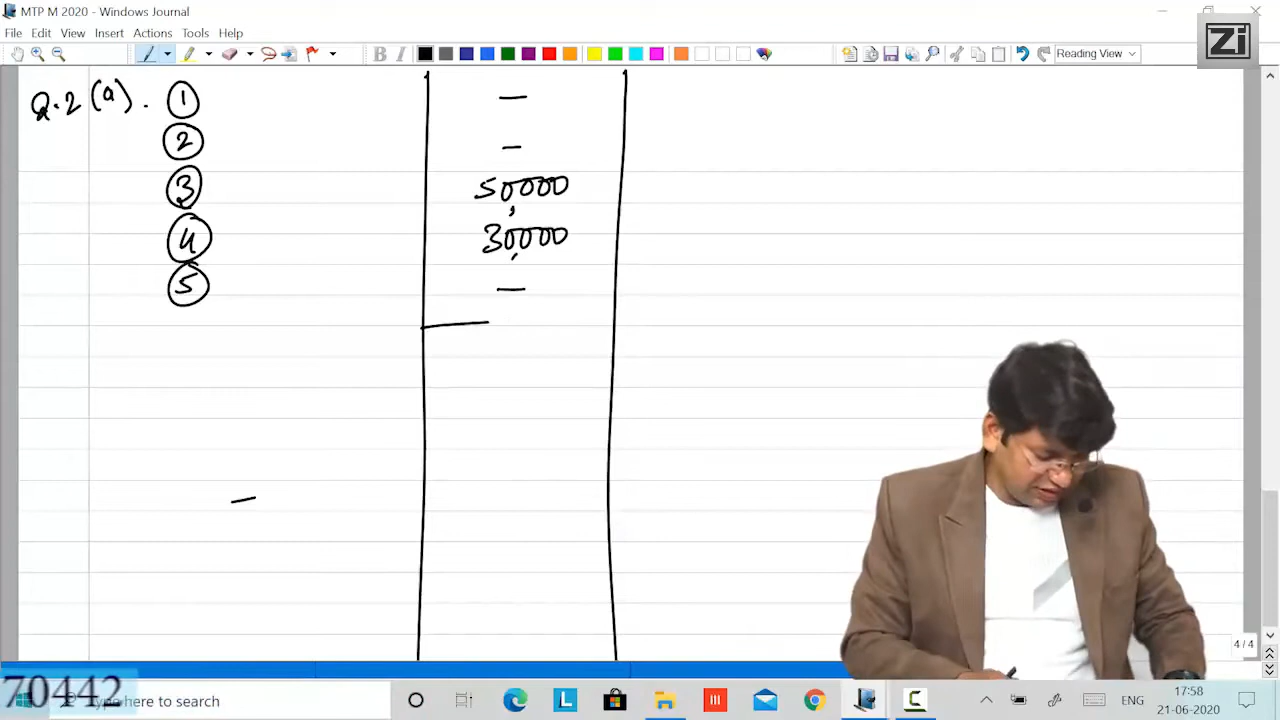 MTP M 2020 - Windows Journal
Zi
File Edit View Insert Actions Tools Help
B I Reading View
Q.2 (a). ① –
② –
③ 50,000
④ 30,000
⑤ –
–
4 / 4
70442
Type here to search
L
C
ENG
17:58
21-06-2020